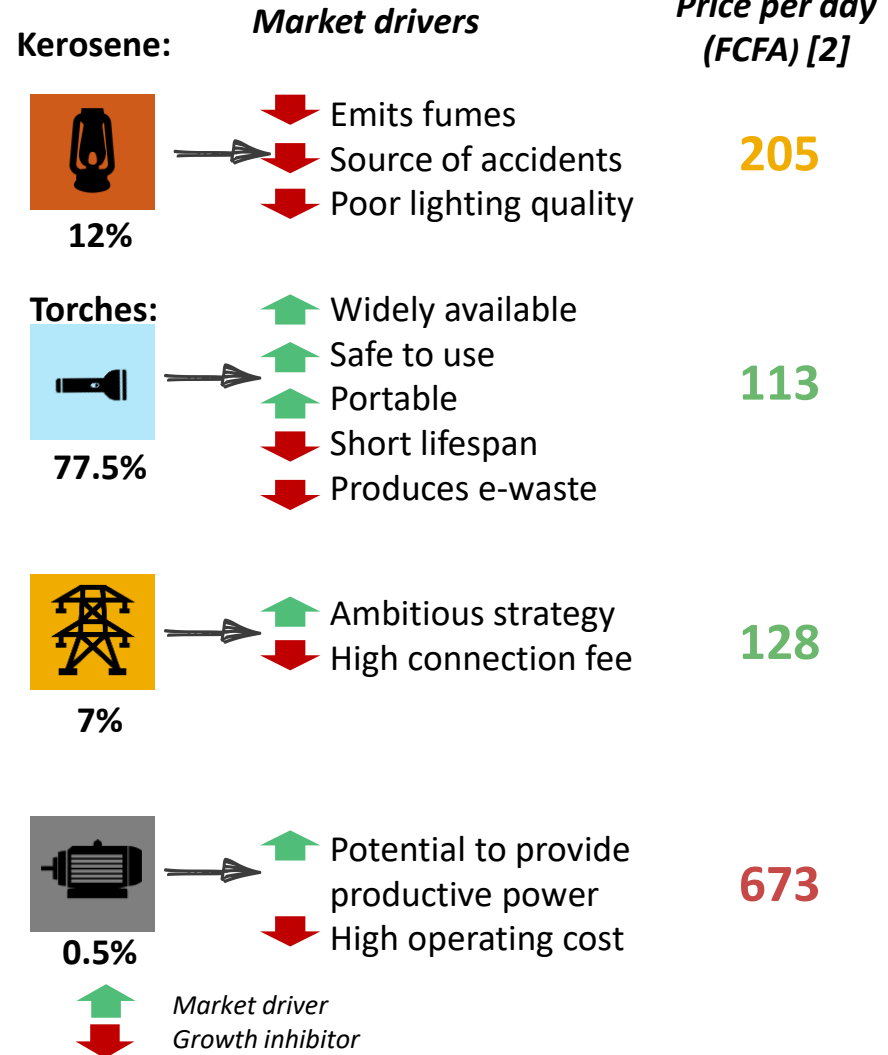 Price per day
Market drivers
(FCFA) [2]
Kerosene:
Emits fumes
Source of accidents
Poor lighting quality
205
12%
Torches:
Widely available
Safe to use
Portable
Short lifespan
Produces e-waste
113
77.5%
Ambitious strategy
High connection fee
128
7%
Potential to provide
productive power
High operating cost
673
0.5%
Market driver
Growth inhibitor